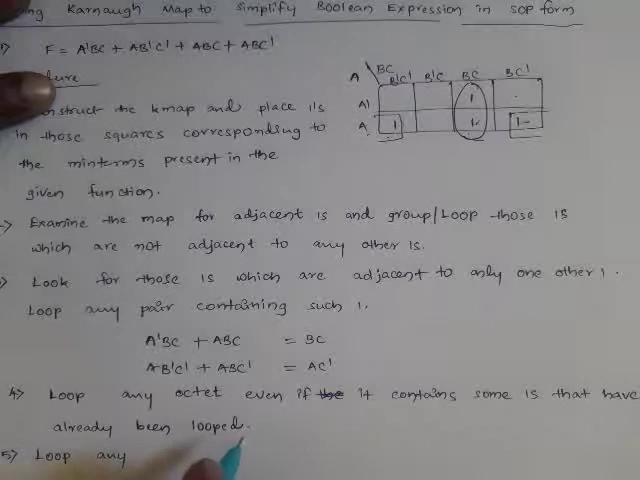 Karnaugh Map to Simplify Boolean Expression in SOP form
1) F = A'BC + AB'C' + ABC + ABC'
A \ BC B'C' B'C BC BC'
A' 1
A 1 1 1
construct the kmap and place 1's
in those squares corresponding to
the minterms present in the
given function.
Examine the map for adjacent 1s and group/Loop those 1s
which are not adjacent to any other 1s.
Look for those 1s which are adjacent to only one other 1.
Loop any pair containing such 1.
A'BC + ABC = BC
AB'C' + ABC' = AC'
4) Loop any octet even if it contains some 1s that have
already been looped.
5) Loop any